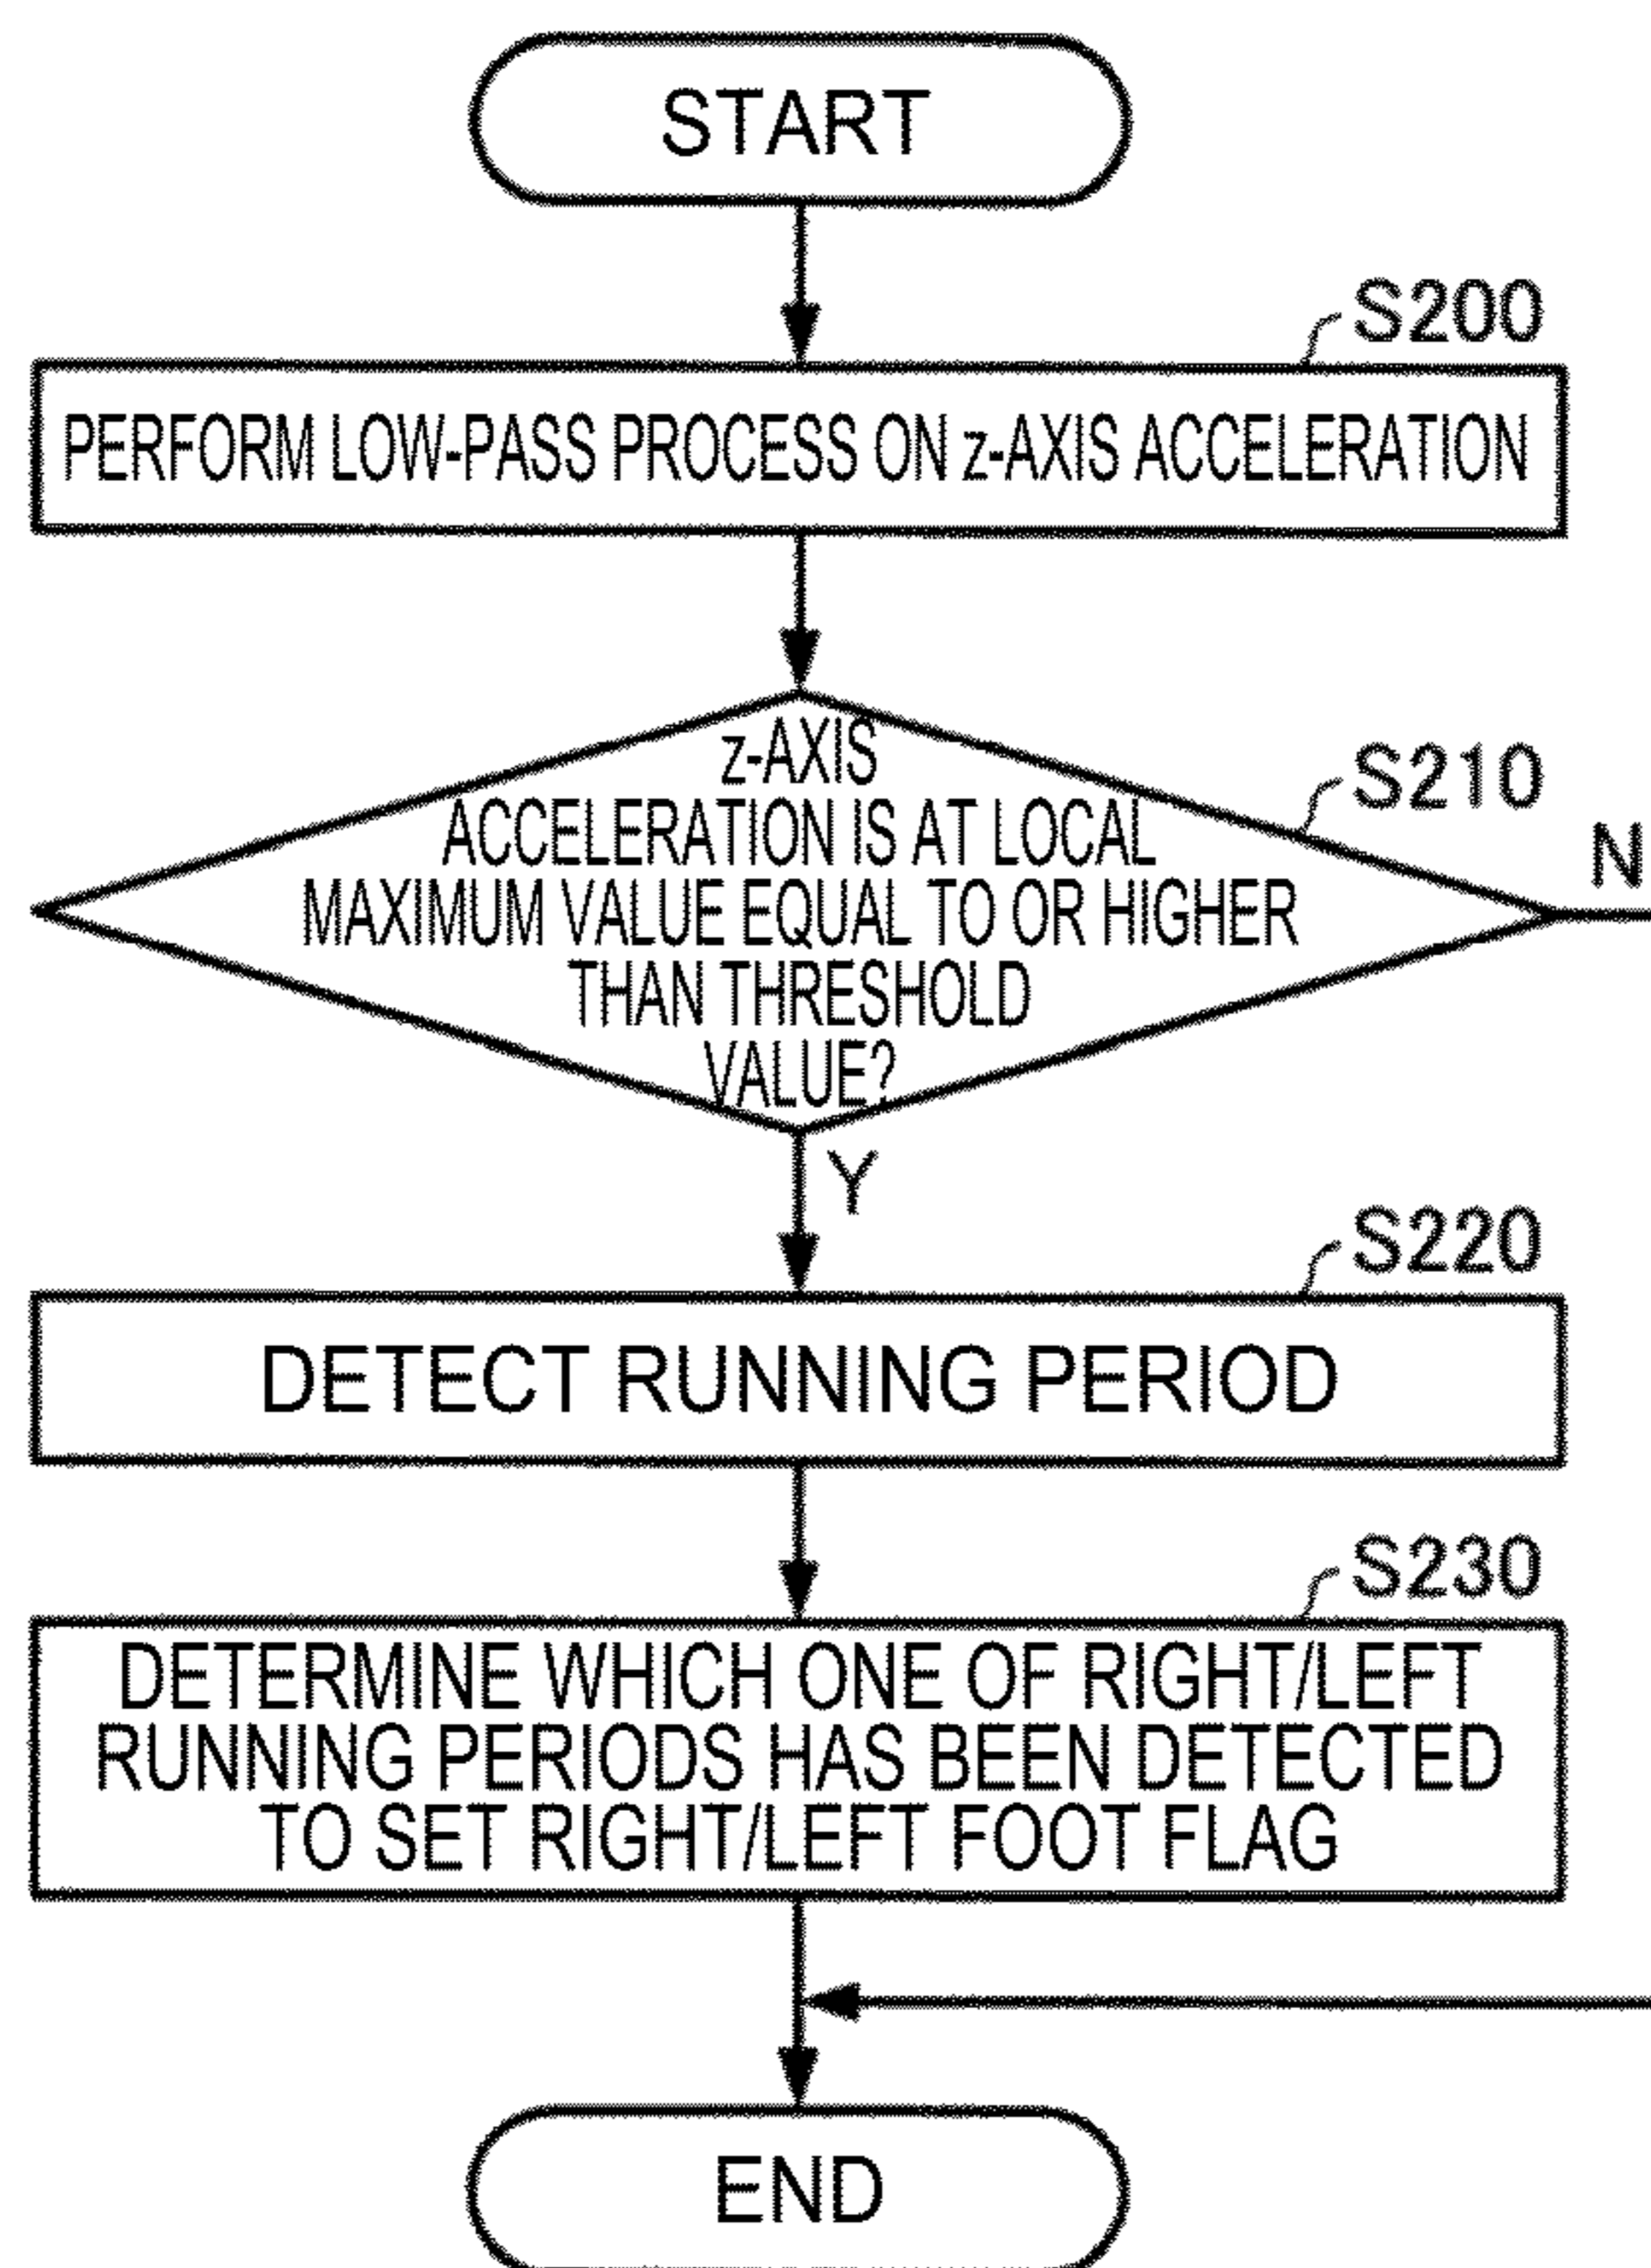 START
S200
PERFORM LOW-PASS PROCESS ON z-AXIS ACCELERATION
z-AXIS
S210
ACCELERATION IS AT LOCAL
N
MAXIMUM VALUE EQUAL TO OR HIGHER
THAN THRESHOLD
VALUE?
Y
S220
DETECT RUNNING PERIOD
S230
DETERMINE WHICH ONE OF RIGHT/LEFT
RUNNING PERIODS HAS BEEN DETECTED
TO SET RIGHT/LEFT FOOT FLAG
END